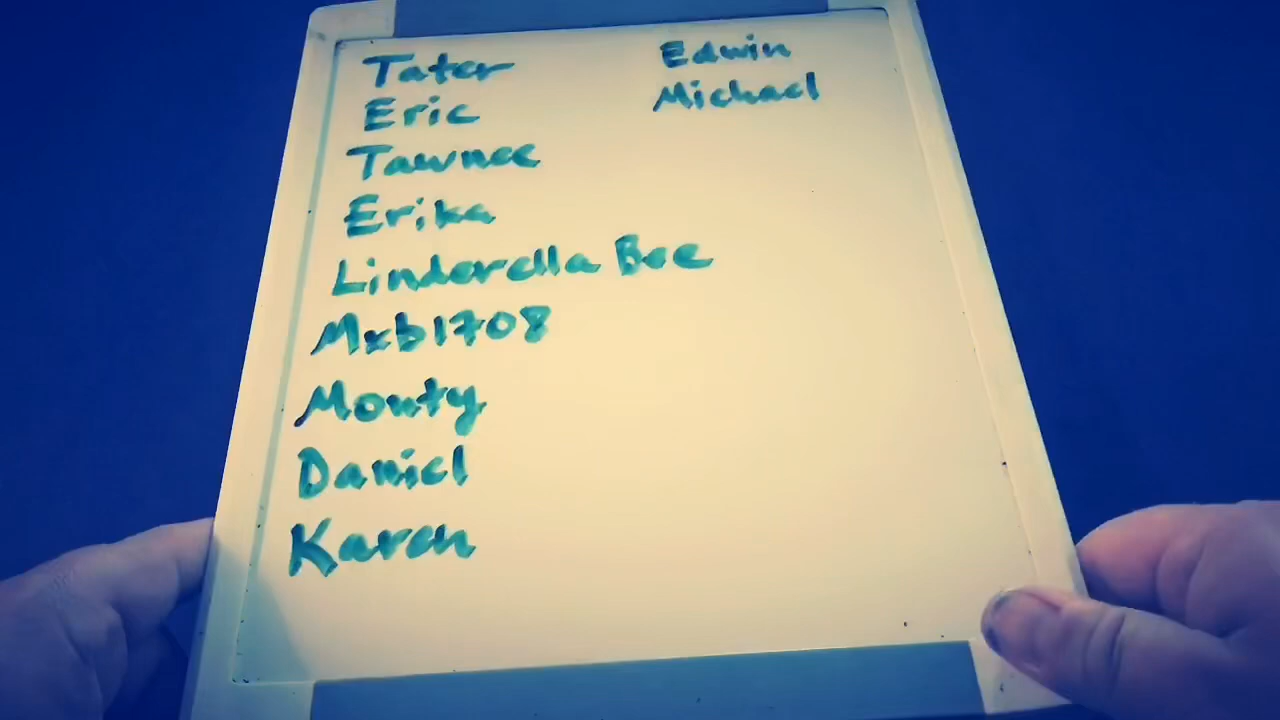 Tater
Eric
Tawnee
Erika
Linderella Bee
Mxb1708
Monty
Daniel
Karen
Edwin
Michael